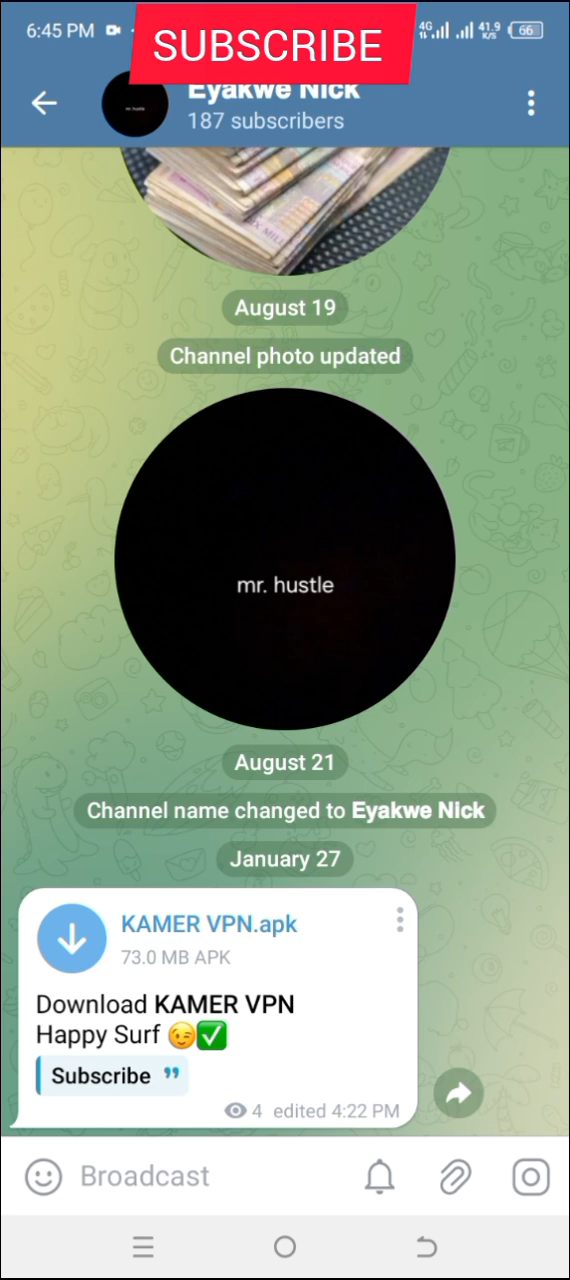 6:45 PM
SUBSCRIBE
4G
41.9
K/S
66
Eyakwe Nick
187 subscribers
August 19
Channel photo updated
mr. hustle
August 21
Channel name changed to Eyakwe Nick
January 27
KAMER VPN.apk
73.0 MB APK
Download KAMER VPN
Happy Surf 😉✅
Subscribe ”
4 edited 4:22 PM
Broadcast